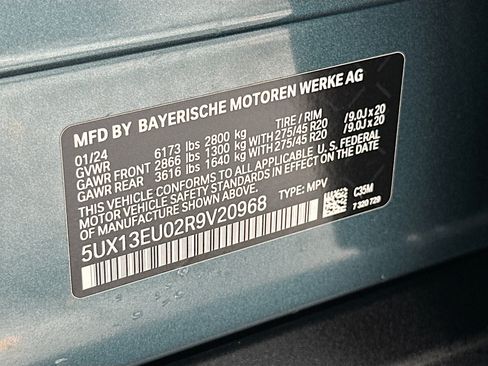 MFD BY BAYERISCHE MOTOREN WERKE AG
01/24 TIRE / RIM
GVWR 6173 lbs 2800 kg
GAWR FRONT 2866 lbs 1300 kg WITH 275/45 R20 / 9.0J x 20
GAWR REAR 3616 lbs 1640 kg WITH 275/45 R20 / 9.0J x 20
THIS VEHICLE CONFORMS TO ALL APPLICABLE U.S. FEDERAL
MOTOR VEHICLE SAFETY STANDARDS IN EFFECT ON THE DATE
OF MANUFACTURE SHOWN ABOVE.
5UX13EU02R9V20968 TYPE: MPV C35M
7 320 729